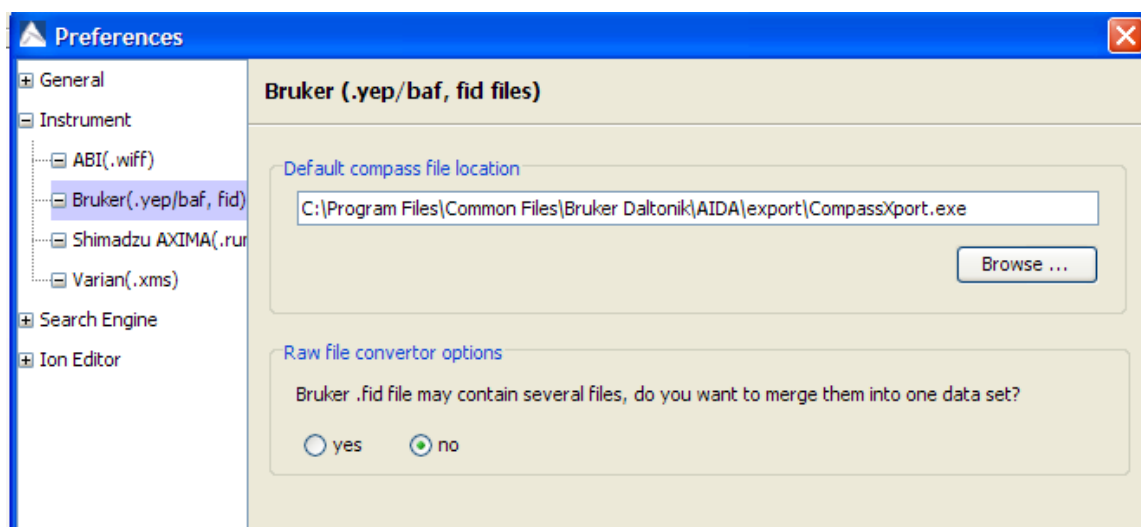 Preferences
General
Instrument
ABI(.wiff)
Bruker(.yep/baf, fid)
Shimadzu AXIMA(.rur
Varian(.xms)
Search Engine
Ion Editor
Bruker (.yep/baf, fid files)
Default compass file location
C:\Program Files\Common Files\Bruker Daltonik\AIDA\export\CompassXport.exe
Browse ...
Raw file convertor options
Bruker .fid file may contain several files, do you want to merge them into one data set?
yes no